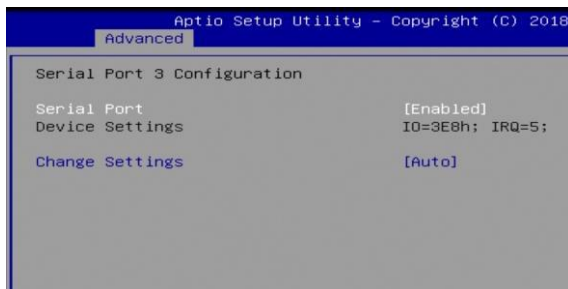 Aptio Setup Utility – Copyright (C) 2018
Advanced
Serial Port 3 Configuration
Serial Port [Enabled]
Device Settings IO=3E8h; IRQ=5;
Change Settings [Auto]